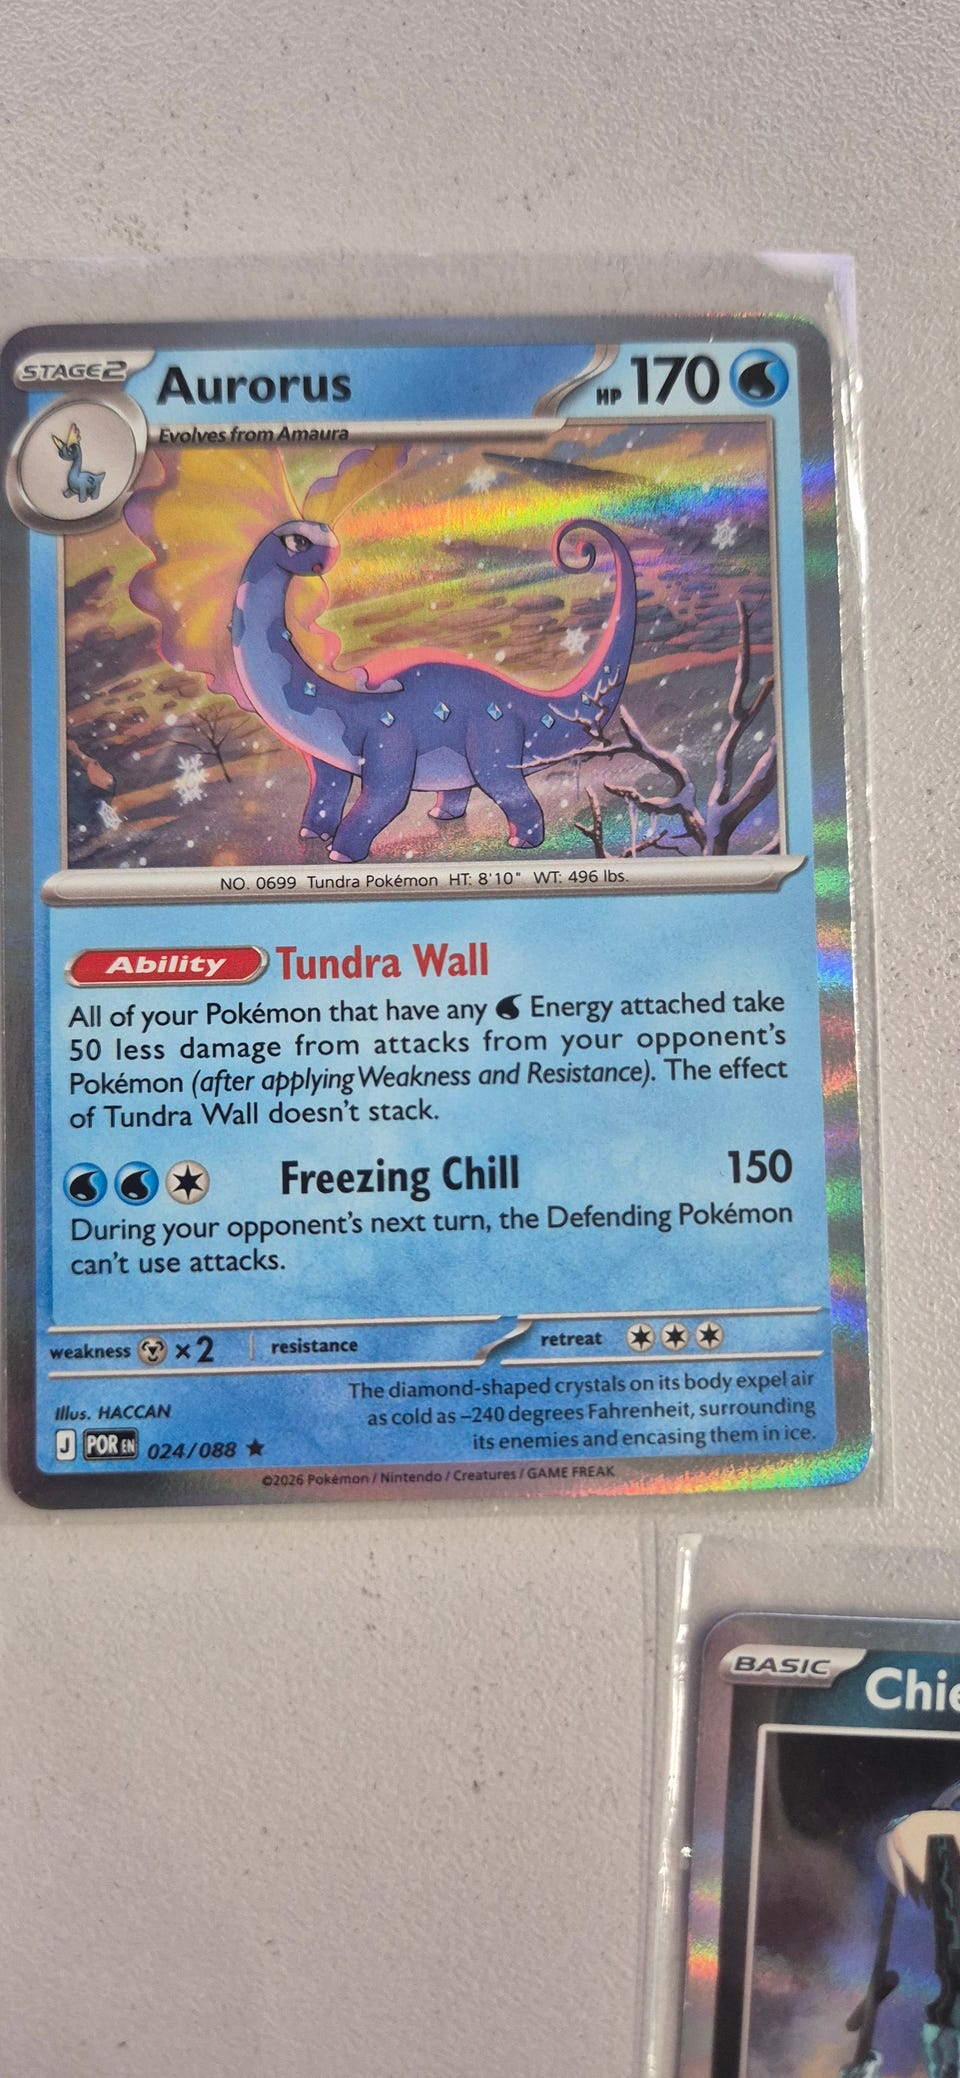 STAGE2 Aurorus HP 170
Evolves from Amaura
NO. 0699 Tundra Pokémon HT: 8'10" WT: 496 lbs.
Ability Tundra Wall
All of your Pokémon that have any Energy attached take
50 less damage from attacks from your opponent's
Pokémon (after applying Weakness and Resistance). The effect
of Tundra Wall doesn't stack.
Freezing Chill 150
During your opponent's next turn, the Defending Pokémon
can't use attacks.
weakness ×2 resistance retreat
The diamond-shaped crystals on its body expel air
as cold as –240 degrees Fahrenheit, surrounding
its enemies and encasing them in ice.
Illus. HACCAN
J POR EN 024/088 ★
©2026 Pokémon / Nintendo / Creatures / GAME FREAK
BASIC Chie